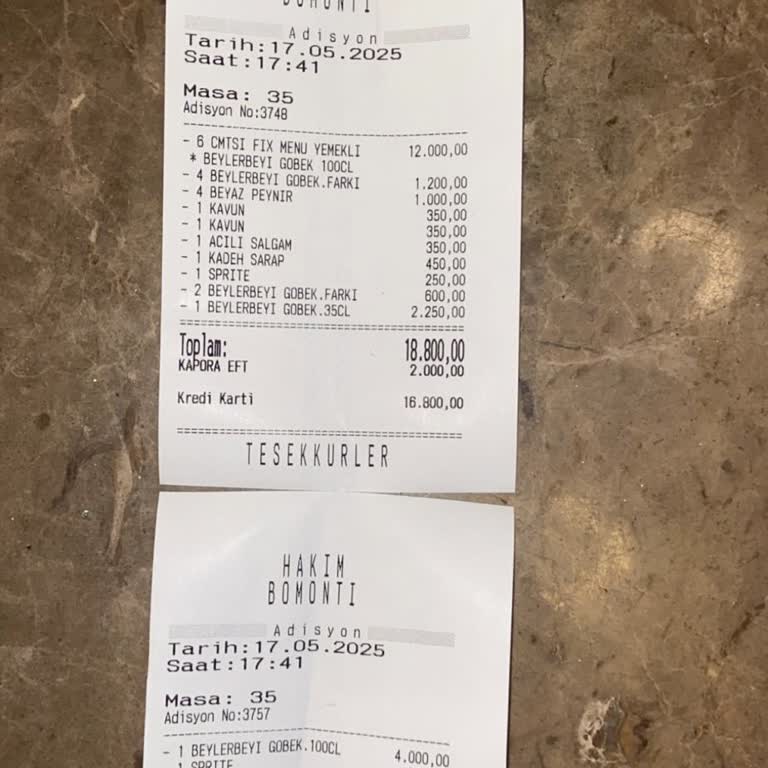 BOMONTI
Adisyon
Tarih:17.05.2025
Saat:17:41
Masa: 35
Adisyon No:3748
- 6 CMTSI FIX MENU YEMEKLI 12.000,00
* BEYLERBEYI GOBEK 100CL
- 4 BEYLERBEYI GOBEK.FARKI 1.200,00
- 4 BEYAZ PEYNIR 1.000,00
- 1 KAVUN 350,00
- 1 KAVUN 350,00
- 1 ACILI SALGAM 350,00
- 1 KADEH SARAP 450,00
- 1 SPRITE 250,00
- 2 BEYLERBEYI GOBEK.FARKI 600,00
- 1 BEYLERBEYI GOBEK.35CL 2.250,00
Toplam: 18.800,00
KAPORA EFT 2.000,00
Kredi Karti 16.800,00
TESEKKURLER
HAKIM
BOMONTI
Adisyon
Tarih:17.05.2025
Saat:17:41
Masa: 35
Adisyon No:3757
- 1 BEYLERBEYI GOBEK.100CL 4.000,00
- 1 SPRITE